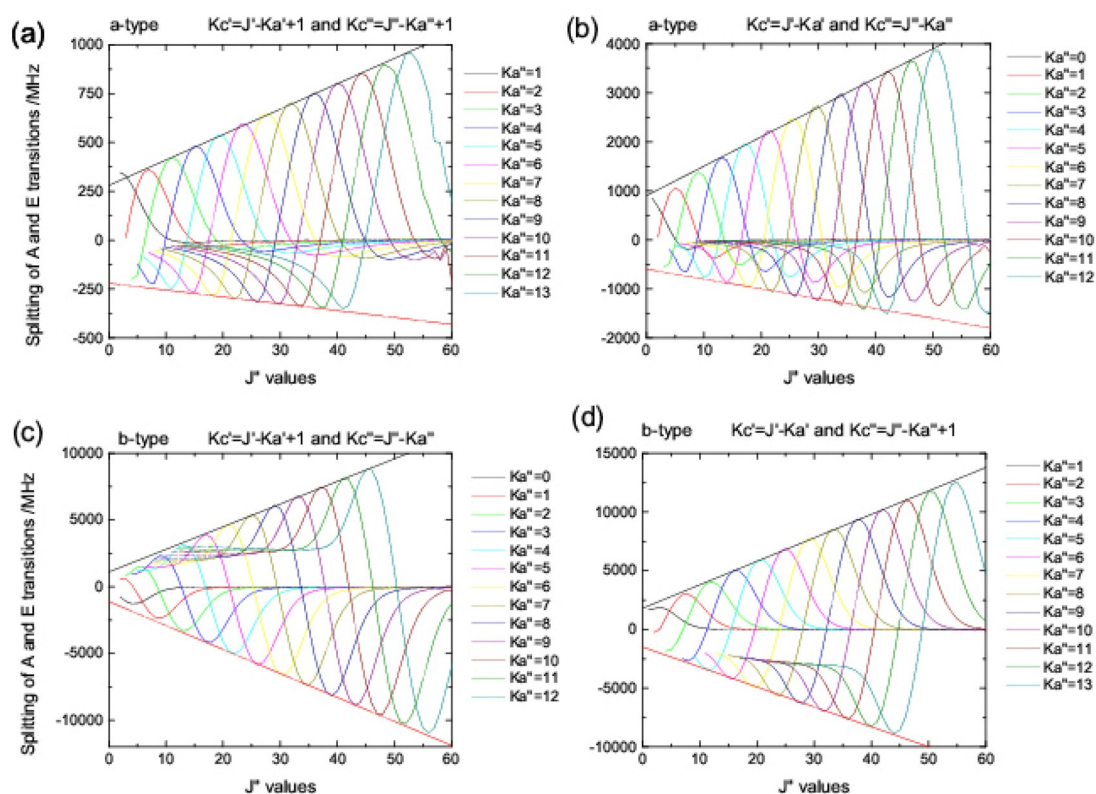 (a) a-type Kc'=J'-Ka'+1 and Kc"=J"-Ka"+1
Splitting of A and E transitions /MHz
1000
750
500
250
0
-250
-500
0 10 20 30 40 50 60
J" values
Ka"=1
Ka"=2
Ka"=3
Ka"=4
Ka"=5
Ka"=6
Ka"=7
Ka"=8
Ka"=9
Ka"=10
Ka"=11
Ka"=12
Ka"=13
(b) a-type Kc'=J'-Ka' and Kc"=J"-Ka"
4000
3000
2000
1000
0
-1000
-2000
0 10 20 30 40 50 60
J" values
Ka"=0
Ka"=1
Ka"=2
Ka"=3
Ka"=4
Ka"=5
Ka"=6
Ka"=7
Ka"=8
Ka"=9
Ka"=10
Ka"=11
Ka"=12
(c) b-type Kc'=J'-Ka'+1 and Kc"=J"-Ka"
Splitting of A and E transitions /MHz
10000
5000
0
-5000
-10000
0 10 20 30 40 50 60
J" values
Ka"=0
Ka"=1
Ka"=2
Ka"=3
Ka"=4
Ka"=5
Ka"=6
Ka"=7
Ka"=8
Ka"=9
Ka"=10
Ka"=11
Ka"=12
(d) b-type Kc'=J'-Ka' and Kc"=J"-Ka"+1
15000
10000
5000
0
-5000
-10000
0 10 20 30 40 50 60
J" values
Ka"=1
Ka"=2
Ka"=3
Ka"=4
Ka"=5
Ka"=6
Ka"=7
Ka"=8
Ka"=9
Ka"=10
Ka"=11
Ka"=12
Ka"=13